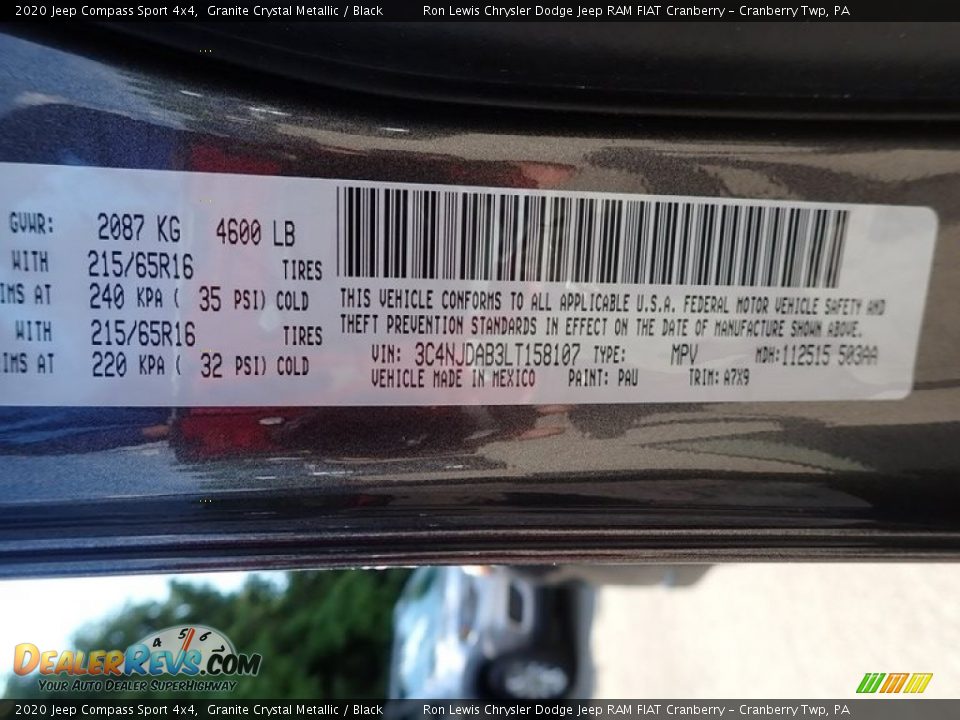 2020 Jeep Compass Sport 4x4, Granite Crystal Metallic / Black Ron Lewis Chrysler Dodge Jeep RAM FIAT Cranberry - Cranberry Twp, PA
GVWR: 2087 KG 4600 LB
WITH 215/65R16 TIRES
IMS AT 240 KPA ( 35 PSI) COLD
WITH 215/65R16 TIRES
IMS AT 220 KPA ( 32 PSI) COLD
THIS VEHICLE CONFORMS TO ALL APPLICABLE U.S.A. FEDERAL MOTOR VEHICLE SAFETY AND
THEFT PREVENTION STANDARDS IN EFFECT ON THE DATE OF MANUFACTURE SHOWN ABOVE.
VIN: 3C4NJDAB3LT158107 TYPE: MPV MDH: 112515 503AA
VEHICLE MADE IN MEXICO PAINT: PAU TRIM: A7X9
4 5 6
DEALERREVS.COM
YOUR AUTO DEALER SUPERHIGHWAY
2020 Jeep Compass Sport 4x4, Granite Crystal Metallic / Black Ron Lewis Chrysler Dodge Jeep RAM FIAT Cranberry - Cranberry Twp, PA